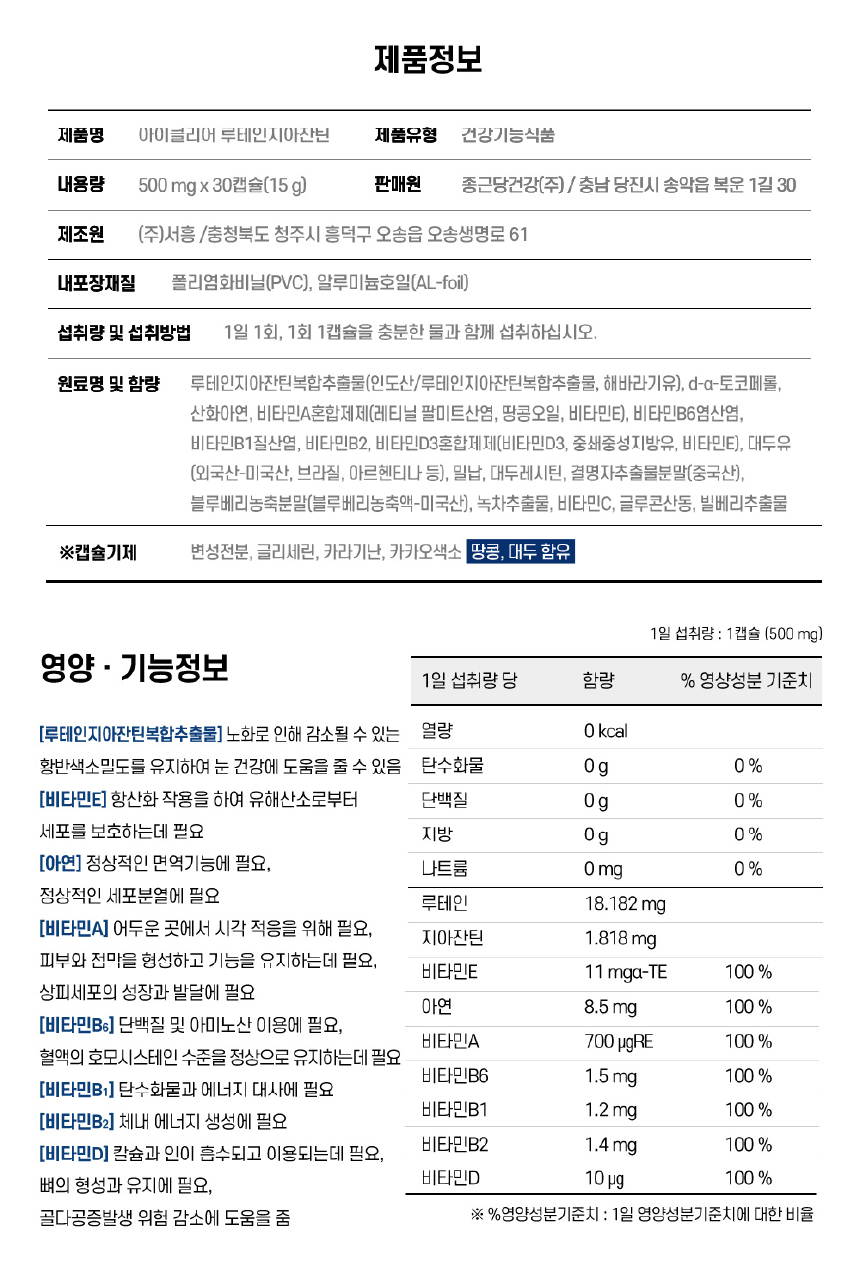 제품정보
제품명 아이클리어 루테인지아잔틴 제품유형 건강기능식품
내용량 500 mg x 30캡슐(15 g) 판매원 종근당건강(주) / 충남 당진시 송악읍 복운 1길 30
제조원 (주)서흥 /충청북도 청주시 흥덕구 오송읍 오송생명로 61
내포장재질 폴리염화비닐(PVC), 알루미늄호일(AL-foil)
섭취량 및 섭취방법 1일 1회, 1회 1캡슐을 충분한 물과 함께 섭취하십시오.
원료명 및 함량 루테인지아잔틴복합추출물(인도산/루테인지아잔틴복합추출물, 해바라기유), d-α-토코페롤,
산화아연, 비타민A혼합제제(레티닐 팔미트산염, 땅콩오일, 비타민E), 비타민B6염산염,
비타민B1질산염, 비타민B2, 비타민D3혼합제제(비타민D3, 중쇄중성지방유, 비타민E), 대두유
(외국산-미국산, 브라질, 아르헨티나 등), 밀납, 대두레시틴, 결명자추출물분말(중국산),
블루베리농축분말(블루베리농축액-미국산), 녹차추출물, 비타민C, 글루콘산동, 빌베리추출물
※캡슐기제 변성전분, 글리세린, 카라기난, 카카오색소 땅콩, 대두 함유
1일 섭취량 : 1캡슐 (500 mg)
영양 · 기능정보
[루테인지아잔틴복합추출물] 노화로 인해 감소될 수 있는
황반색소밀도를 유지하여 눈 건강에 도움을 줄 수 있음
[비타민E] 항산화 작용을 하여 유해산소로부터
세포를 보호하는데 필요
[아연] 정상적인 면역기능에 필요,
정상적인 세포분열에 필요
[비타민A] 어두운 곳에서 시각 적응을 위해 필요,
피부와 점막을 형성하고 기능을 유지하는데 필요,
상피세포의 성장과 발달에 필요
[비타민B6] 단백질 및 아미노산 이용에 필요,
혈액의 호모시스테인 수준을 정상으로 유지하는데 필요
[비타민B1] 탄수화물과 에너지 대사에 필요
[비타민B2] 체내 에너지 생성에 필요
[비타민D] 칼슘과 인이 흡수되고 이용되는데 필요,
뼈의 형성과 유지에 필요,
골다공증발생 위험 감소에 도움을 줌
1일 섭취량 당 함량 % 영상성분 기준치
열량 0 kcal
탄수화물 0 g 0 %
단백질 0 g 0 %
지방 0 g 0 %
나트륨 0 mg 0 %
루테인 18.182 mg
지아잔틴 1.818 mg
비타민E 11 mgα-TE 100 %
아연 8.5 mg 100 %
비타민A 700 μgRE 100 %
비타민B6 1.5 mg 100 %
비타민B1 1.2 mg 100 %
비타민B2 1.4 mg 100 %
비타민D 10 μg 100 %
※ %영양성분기준치 : 1일 영양성분기준치에 대한 비율